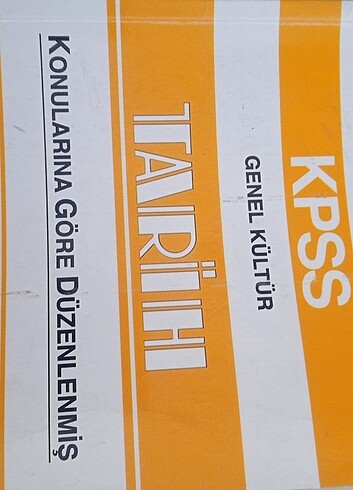 KPSS
GENEL KÜLTÜR
TARİH
KONULARINA GÖRE DÜZENLENMİŞ